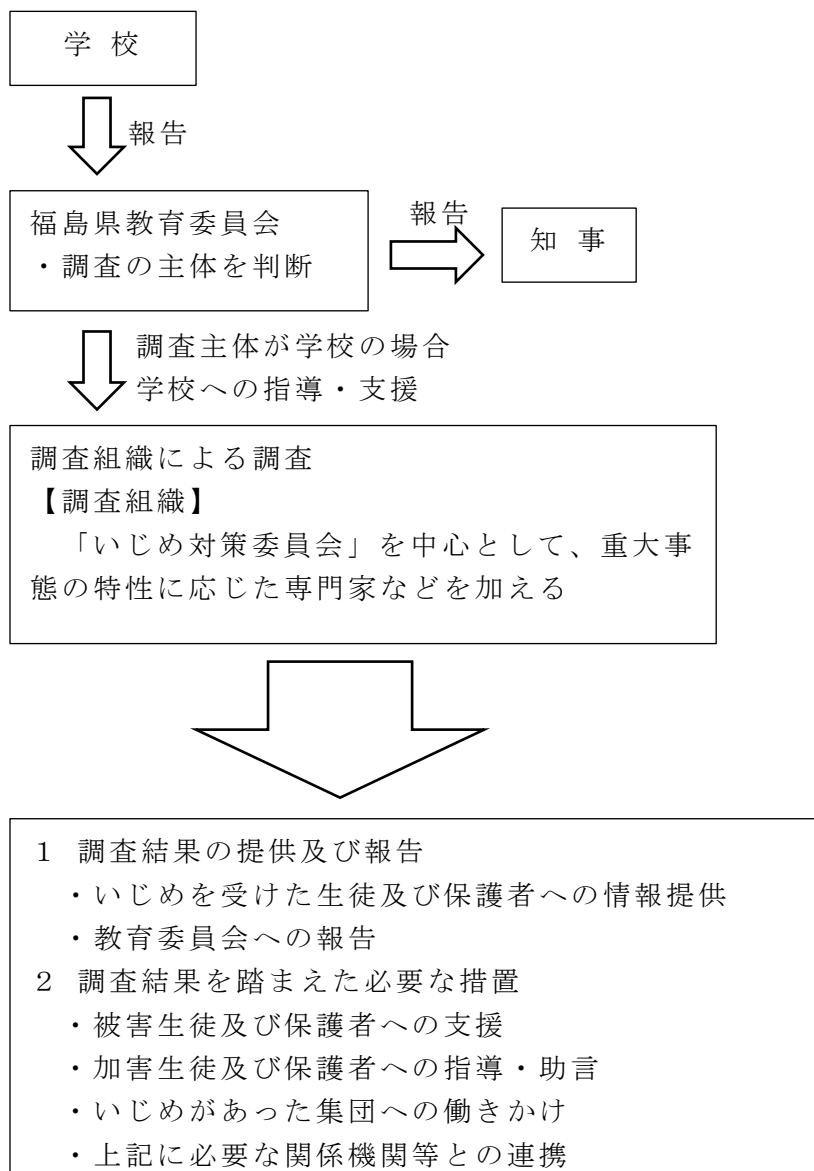 学 校
報告
福島県教育委員会
・調査の主体を判断
報告
知 事
調査主体が学校の場合
学校への指導・支援
調査組織による調査
【調査組織】
「いじめ対策委員会」を中心として、重大事
態の特性に応じた専門家などを加える
1 調査結果の提供及び報告
・いじめを受けた生徒及び保護者への情報提供
・教育委員会への報告
2 調査結果を踏まえた必要な措置
・被害生徒及び保護者への支援
・加害生徒及び保護者への指導・助言
・いじめがあった集団への働きかけ
・上記に必要な関係機関等との連携